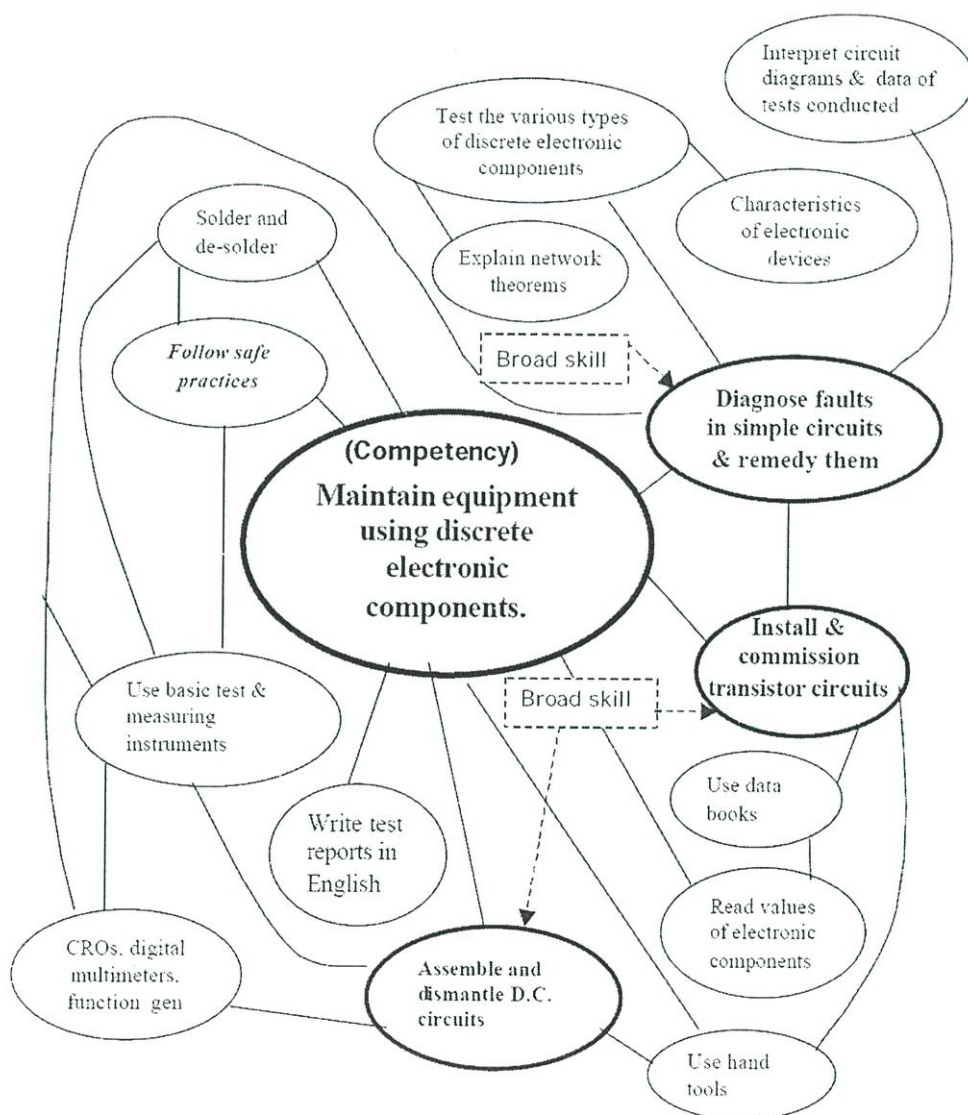 Interpret circuit
diagrams & data of
tests conducted
Test the various types
of discrete electronic
components
Characteristics
of electronic
devices
Solder and
de-solder
Explain network
theorems
Follow safe
practices
Broad skill
Diagnose faults
in simple circuits
& remedy them
(Competency)
Maintain equipment
using discrete
electronic
components.
Install &
commission
transistor circuits
Use basic test &
measuring
instruments
Broad skill
Use data
books
Write test
reports in
English
Read values
of electronic
components
CROs, digital
multimeters,
function gen
Assemble and
dismantle D.C.
circuits
Use hand
tools